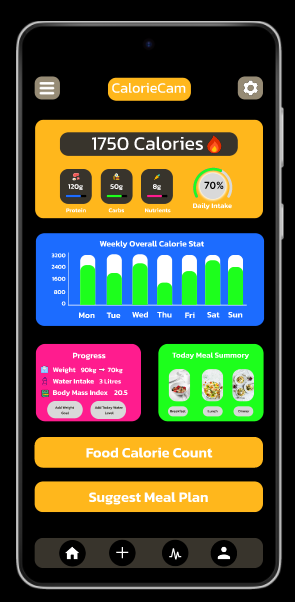 CalorieCam
1750 Calories
120g 50g 8g
Protein Carbs Nutrients
70%
Daily Intake
Weekly Overall Calorie Stat
3200
2400
1600
800
0
Mon Tue Wed Thu Fri Sat Sun
Progress
Weight 90kg → 70kg
Water Intake 3 Litres
Body Mass Index 20.5
Add Weight Goal
Add Today Water Level
Today Meal Summory
Breakfast Lunch Dinner
Food Calorie Count
Suggest Meal Plan